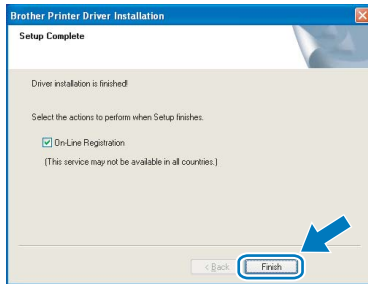 Brother Printer Driver Installation
Setup Complete
Driver installation is finished!
Select the actions to perform when Setup finishes.
On-Line Registration
(This service may not be available in all countries.)
< Back
Finish